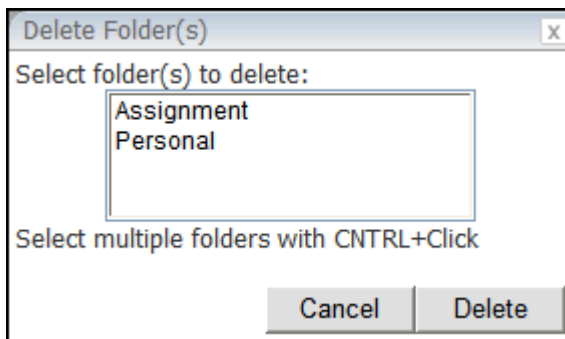 Delete Folder(s)
x
Select folder(s) to delete:
Assignment
Personal
Select multiple folders with CNTRL+Click
Cancel Delete